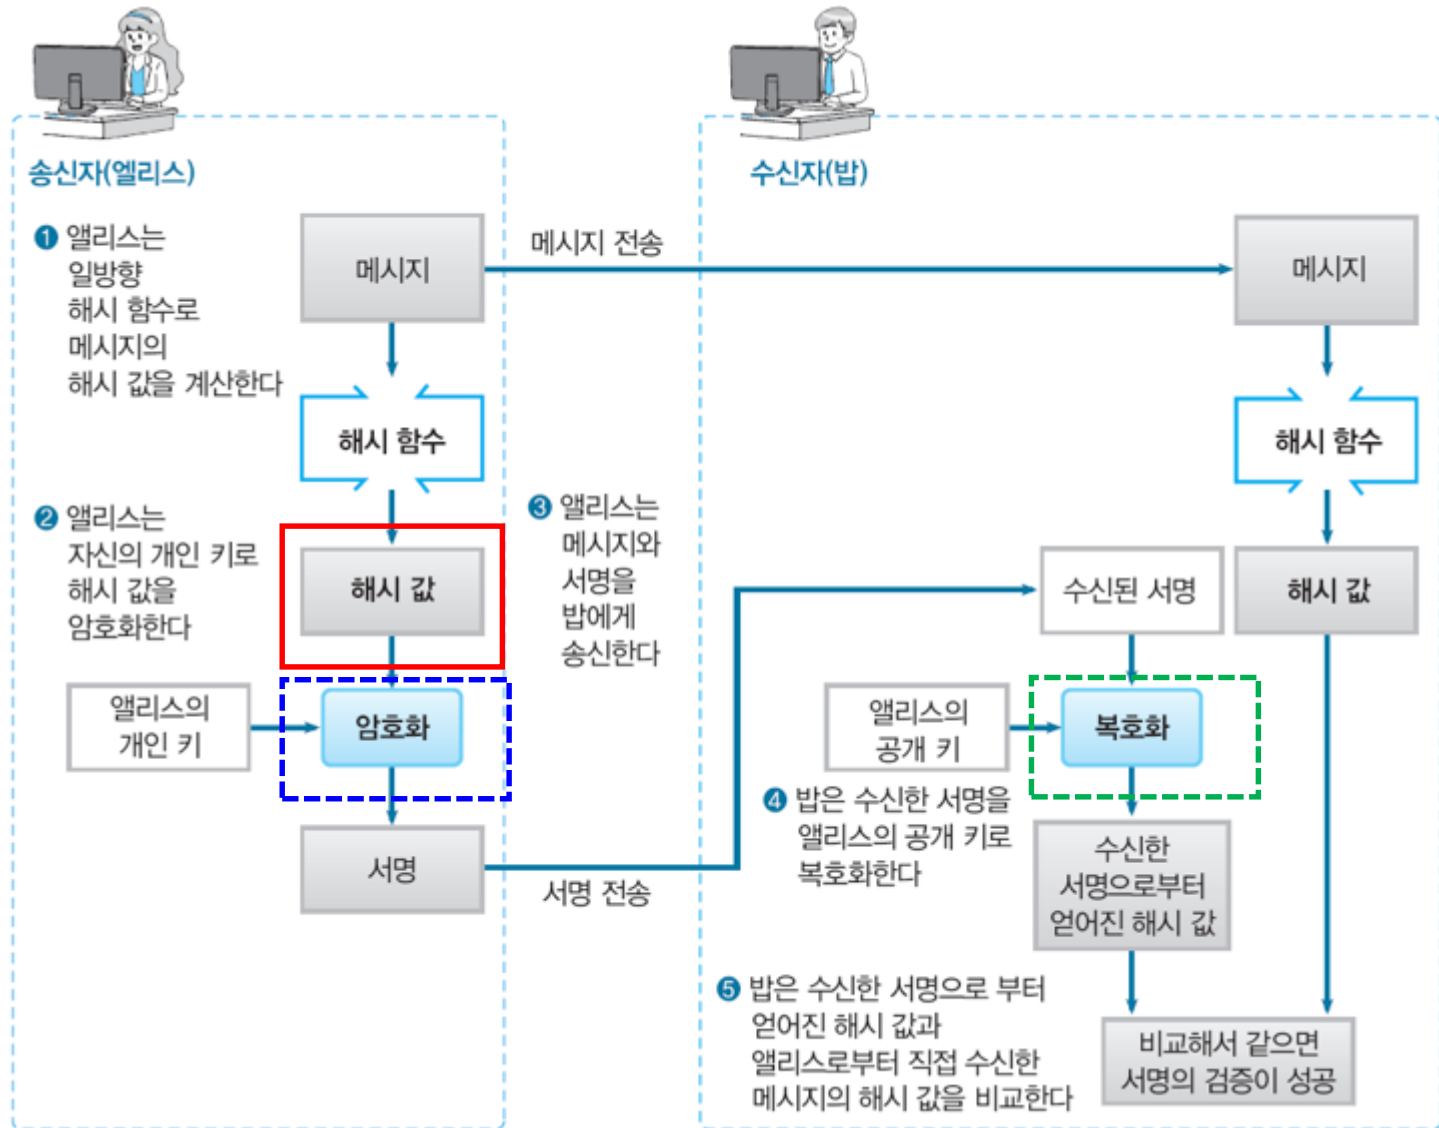 송신자(엘리스)
수신자(밥)
❶ 앨리스는
일방향
해시 함수로
메시지의
해시 값을 계산한다
메시지
메시지 전송
메시지
해시 함수
해시 함수
❷ 앨리스는
자신의 개인 키로
해시 값을
암호화한다
해시 값
❸ 앨리스는
메시지와
서명을
밥에게
송신한다
수신된 서명
해시 값
앨리스의
개인 키
암호화
앨리스의
공개 키
복호화
❹ 밥은 수신한 서명을
앨리스의 공개 키로
복호화한다
서명
서명 전송
수신한
서명으로부터
얻어진 해시 값
❺ 밥은 수신한 서명으로 부터
얻어진 해시 값과
앨리스로부터 직접 수신한
메시지의 해시 값을 비교한다
비교해서 같으면
서명의 검증이 성공